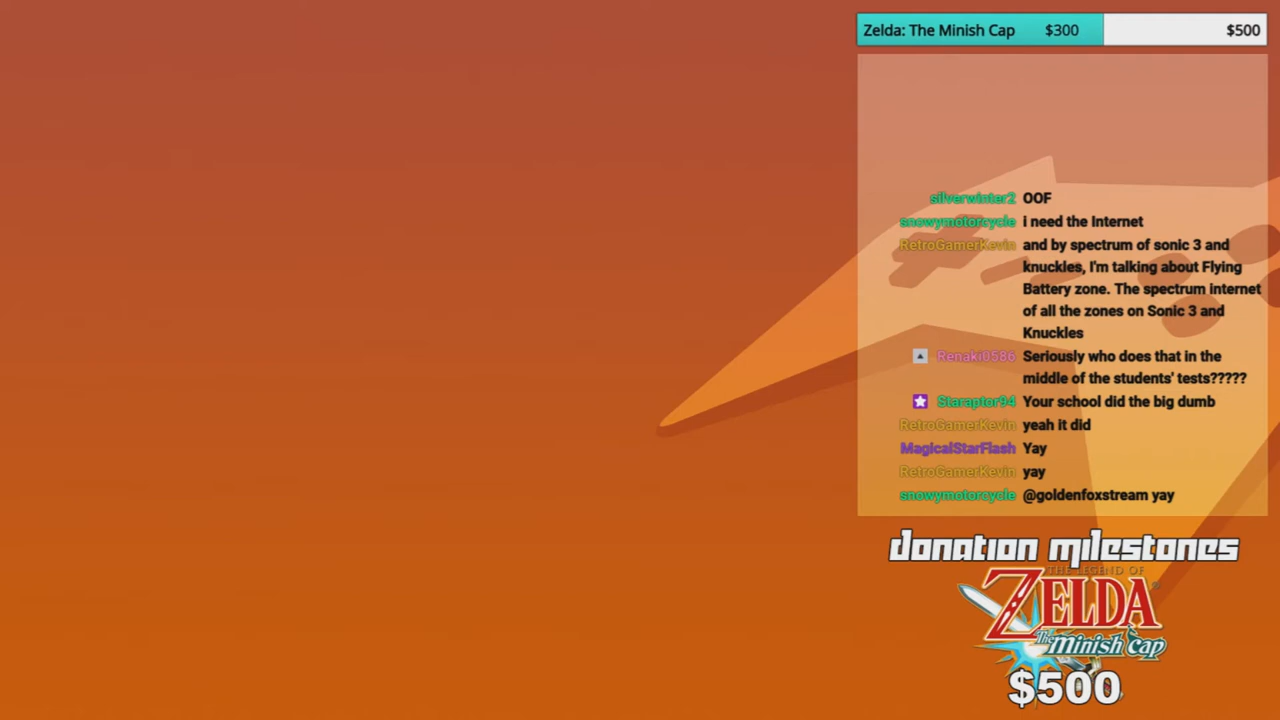 Zelda: The Minish Cap $300 $500
silverwinter2 OOF
snowymotorcycle i need the Internet
RetroGamerKevin and by spectrum of sonic 3 and
knuckles, I'm talking about Flying
Battery zone. The spectrum internet
of all the zones on Sonic 3 and
Knuckles
Renaki0586 Seriously who does that in the
middle of the students' tests?????
Staraptor94 Your school did the big dumb
RetroGamerKevin yeah it did
MagicalStarFlash Yay
RetroGamerKevin yay
snowymotorcycle @goldenfoxstream yay
donation milestones
THE LEGEND OF
ZELDA
The Minish Cap
$500